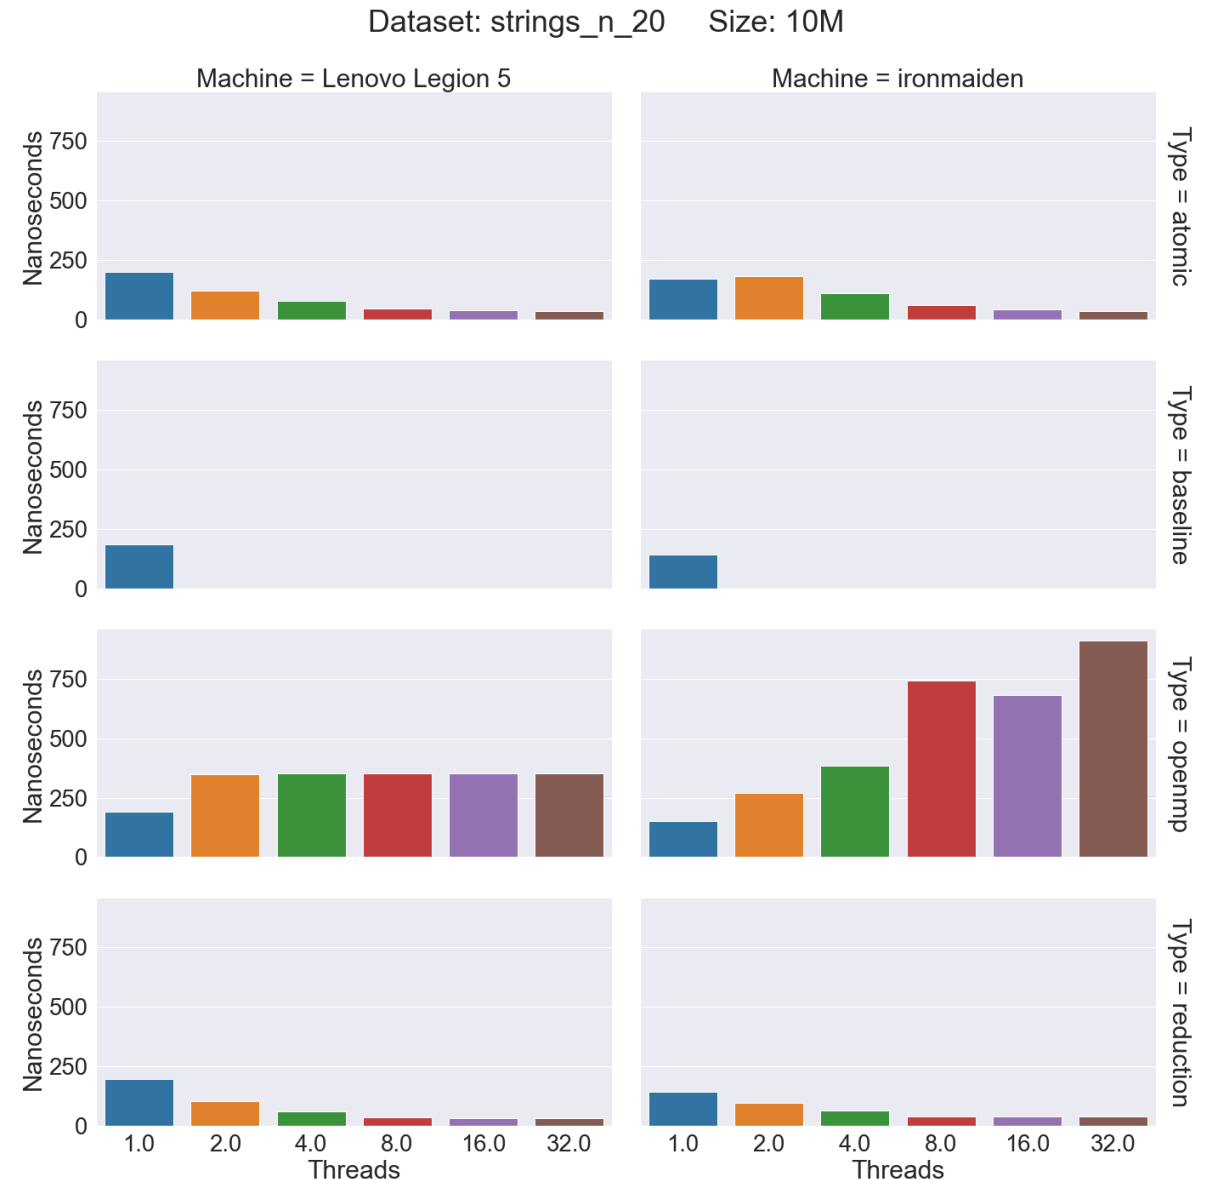 Dataset: strings_n_20 Size: 10M
Machine = Lenovo Legion 5
Machine = ironmaiden
Nanoseconds
750
500
250
0
Type = atomic
Nanoseconds
750
500
250
0
Type = baseline
Nanoseconds
750
500
250
0
Type = openmp
Nanoseconds
750
500
250
0
Type = reduction
1.0 2.0 4.0 8.0 16.0 32.0
Threads
1.0 2.0 4.0 8.0 16.0 32.0
Threads